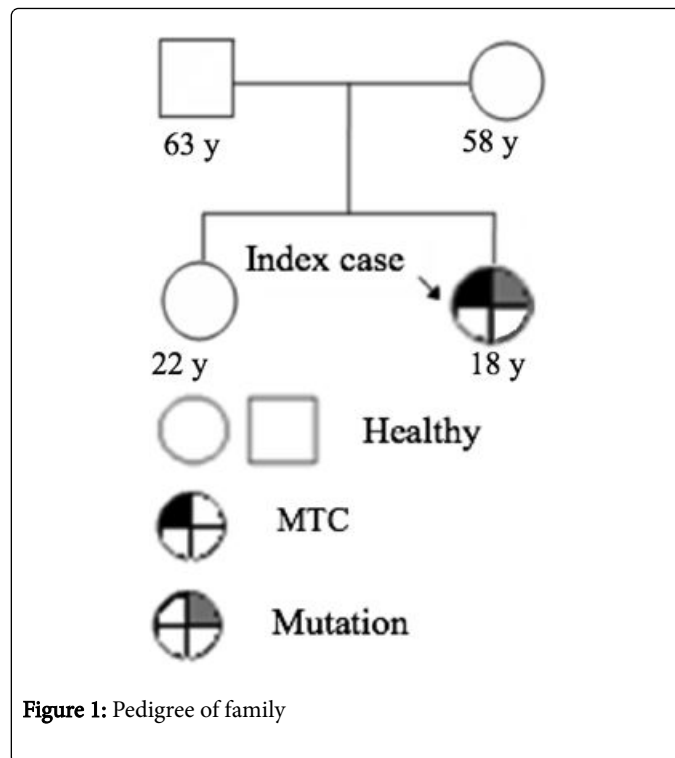 63 y
58 y
Index case
22 y
18 y
Healthy
MTC
Mutation
Figure 1: Pedigree of family